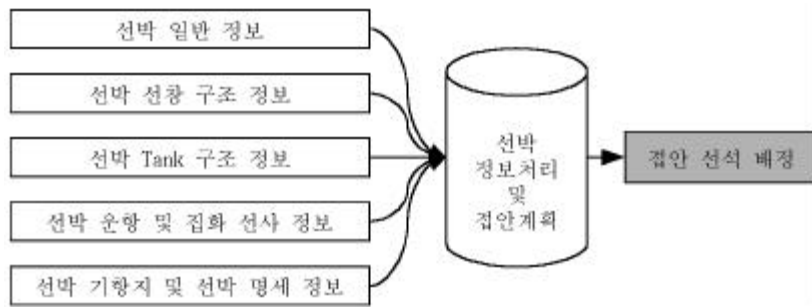 선박 일반 정보
선박 선창 구조 정보
선박 Tank 구조 정보
선박 운항 및 집화 선사 정보
선박 기항지 및 선박 명세 정보
선박
정보처리
및
접안계획
접안 선석 배정